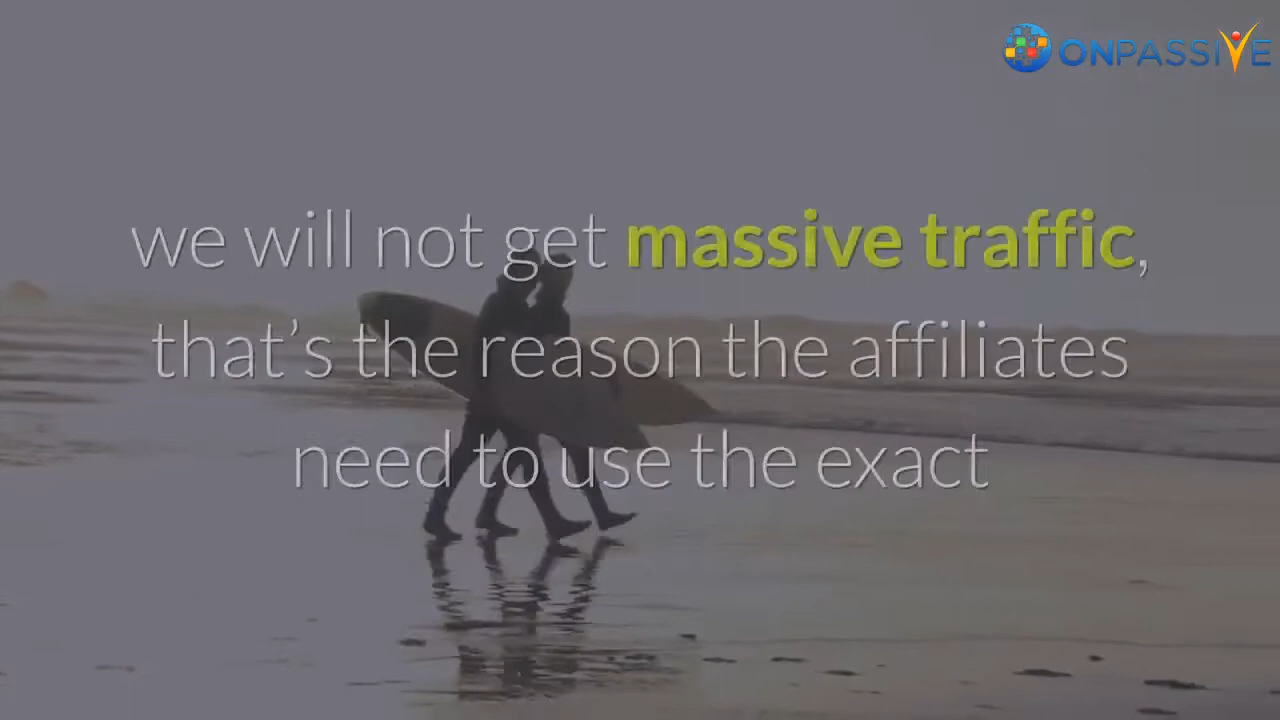 ONPASSIVE
we will not get massive traffic,
that’s the reason the affiliates
need to use the exact